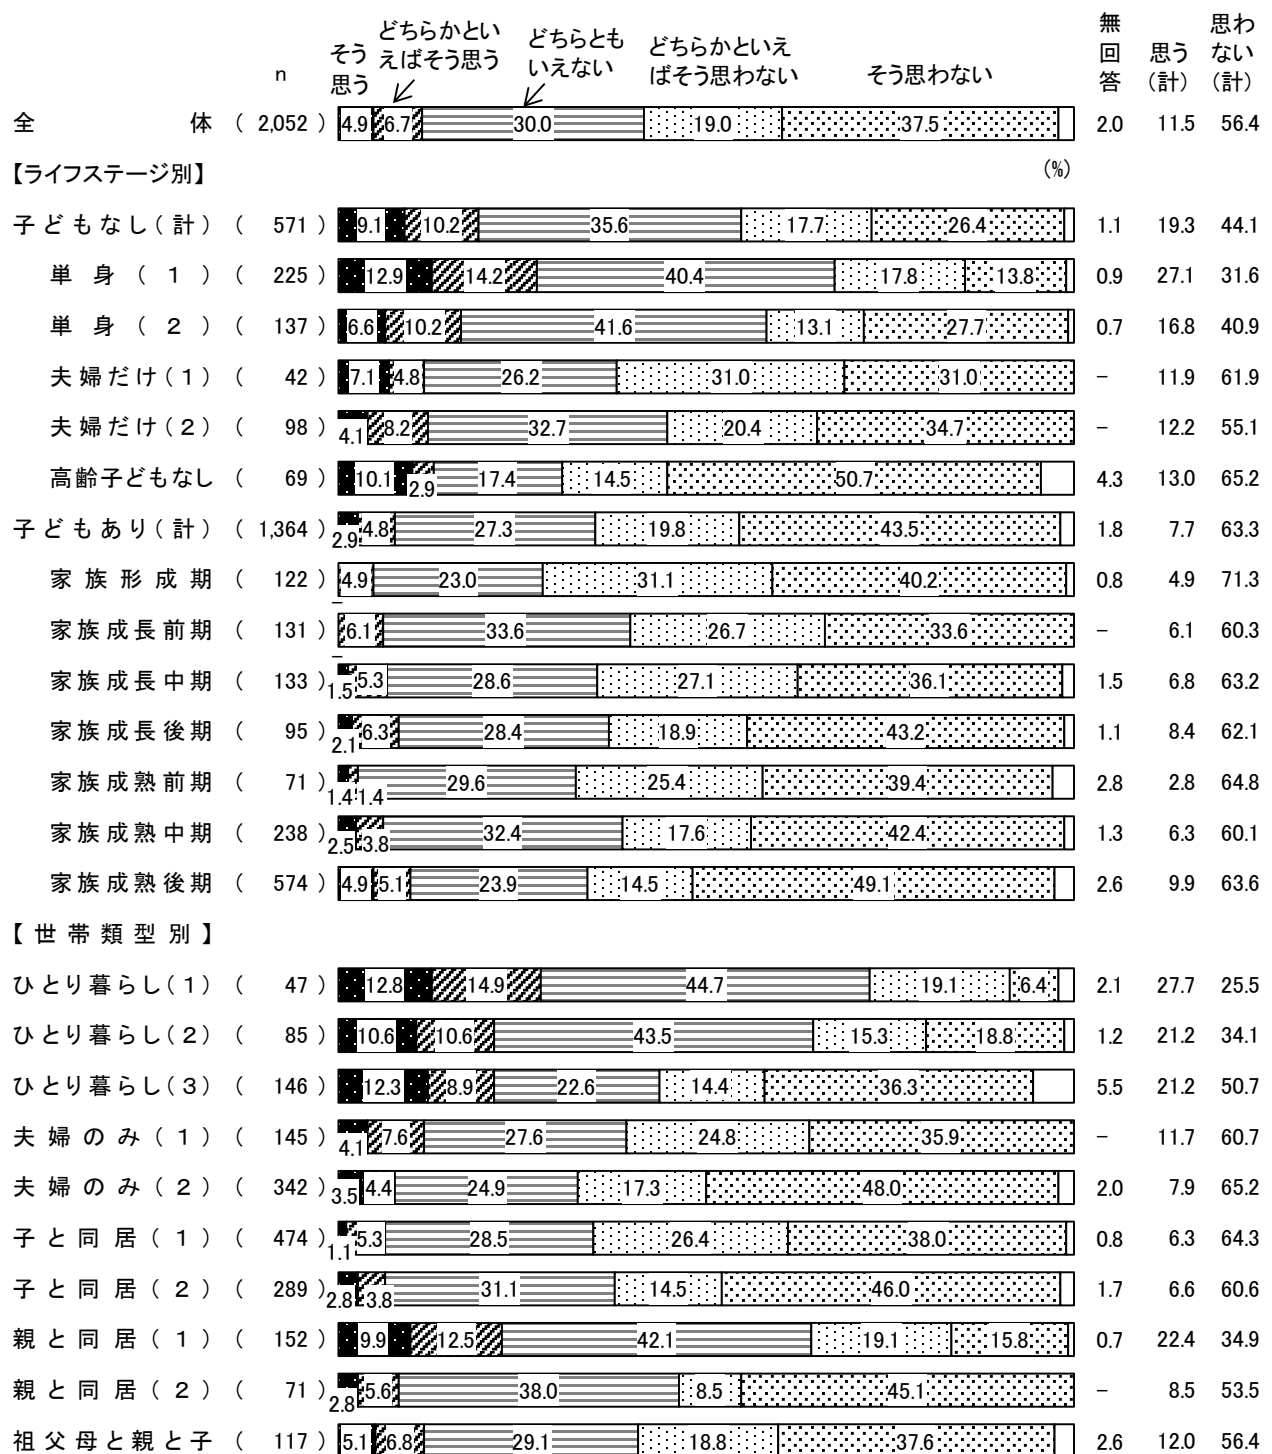 n そう思う どちらかといえばそう思う どちらともいえない どちらかといえばそう思わない そう思わない 無回答 思う(計) 思わない(計)
全体 ( 2,052 ) 4.9 6.7 30.0 19.0 37.5 2.0 11.5 56.4
【ライフステージ別】 (%)
子どもなし(計) ( 571 ) 9.1 10.2 35.6 17.7 26.4 1.1 19.3 44.1
単身(1) ( 225 ) 12.9 14.2 40.4 17.8 13.8 0.9 27.1 31.6
単身(2) ( 137 ) 6.6 10.2 41.6 13.1 27.7 0.7 16.8 40.9
夫婦だけ(1) ( 42 ) 7.1 4.8 26.2 31.0 31.0 − 11.9 61.9
夫婦だけ(2) ( 98 ) 4.1 8.2 32.7 20.4 34.7 − 12.2 55.1
高齢子どもなし ( 69 ) 10.1 2.9 17.4 14.5 50.7 4.3 13.0 65.2
子どもあり(計) ( 1,364 ) 2.9 4.8 27.3 19.8 43.5 1.8 7.7 63.3
家族形成期 ( 122 ) − 4.9 23.0 31.1 40.2 0.8 4.9 71.3
家族成長前期 ( 131 ) − 6.1 33.6 26.7 33.6 − 6.1 60.3
家族成長中期 ( 133 ) 1.5 5.3 28.6 27.1 36.1 1.5 6.8 63.2
家族成長後期 ( 95 ) 2.1 6.3 28.4 18.9 43.2 1.1 8.4 62.1
家族成熟前期 ( 71 ) 1.4 1.4 29.6 25.4 39.4 2.8 2.8 64.8
家族成熟中期 ( 238 ) 2.5 3.8 32.4 17.6 42.4 1.3 6.3 60.1
家族成熟後期 ( 574 ) 4.9 5.1 23.9 14.5 49.1 2.6 9.9 63.6
【世帯類型別】
ひとり暮らし(1) ( 47 ) 12.8 14.9 44.7 19.1 6.4 2.1 27.7 25.5
ひとり暮らし(2) ( 85 ) 10.6 10.6 43.5 15.3 18.8 1.2 21.2 34.1
ひとり暮らし(3) ( 146 ) 12.3 8.9 22.6 14.4 36.3 5.5 21.2 50.7
夫婦のみ(1) ( 145 ) 4.1 7.6 27.6 24.8 35.9 − 11.7 60.7
夫婦のみ(2) ( 342 ) 3.5 4.4 24.9 17.3 48.0 2.0 7.9 65.2
子と同居(1) ( 474 ) 1.1 5.3 28.5 26.4 38.0 0.8 6.3 64.3
子と同居(2) ( 289 ) 2.8 3.8 31.1 14.5 46.0 1.7 6.6 60.6
親と同居(1) ( 152 ) 9.9 12.5 42.1 19.1 15.8 0.7 22.4 34.9
親と同居(2) ( 71 ) 2.8 5.6 38.0 8.5 45.1 − 8.5 53.5
祖父母と親と子 ( 117 ) 5.1 6.8 29.1 18.8 37.6 2.6 12.0 56.4